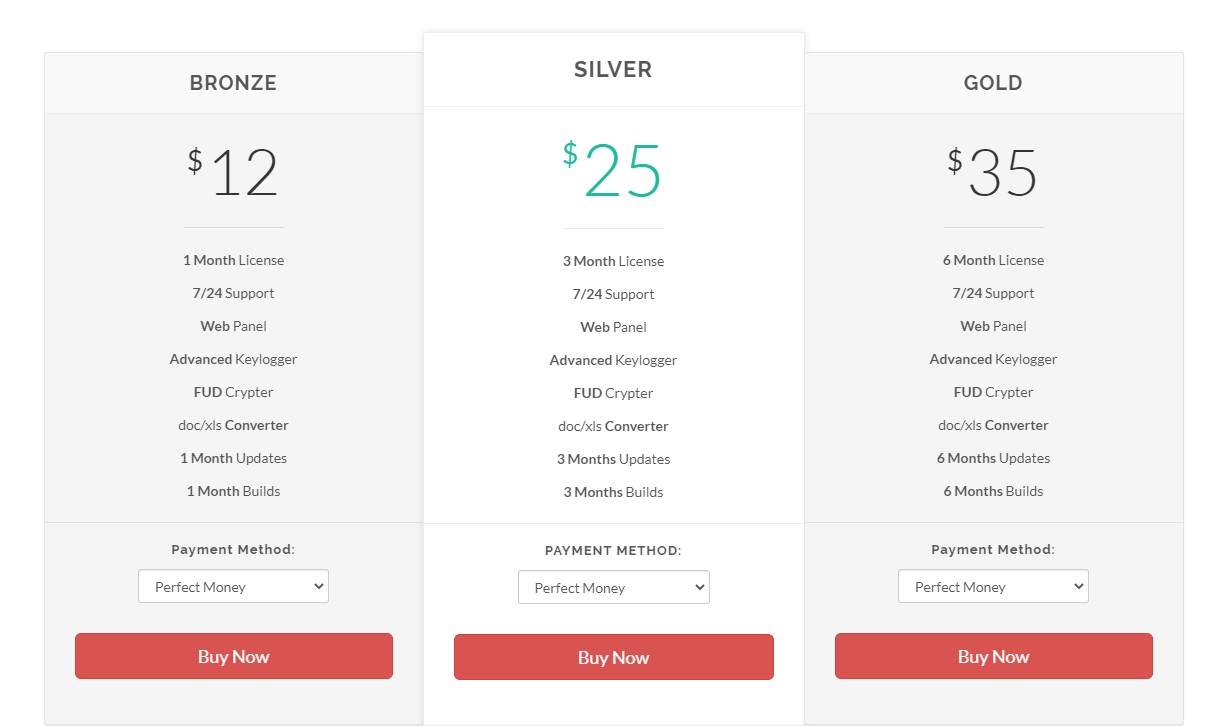 BRONZE
$12
1 Month License
7/24 Support
Web Panel
Advanced Keylogger
FUD Crypter
doc/xls Converter
1 Month Updates
1 Month Builds
Payment Method:
Perfect Money
Buy Now
SILVER
$25
3 Month License
7/24 Support
Web Panel
Advanced Keylogger
FUD Crypter
doc/xls Converter
3 Months Updates
3 Months Builds
PAYMENT METHOD:
Perfect Money
Buy Now
GOLD
$35
6 Month License
7/24 Support
Web Panel
Advanced Keylogger
FUD Crypter
doc/xls Converter
6 Months Updates
6 Months Builds
Payment Method:
Perfect Money
Buy Now